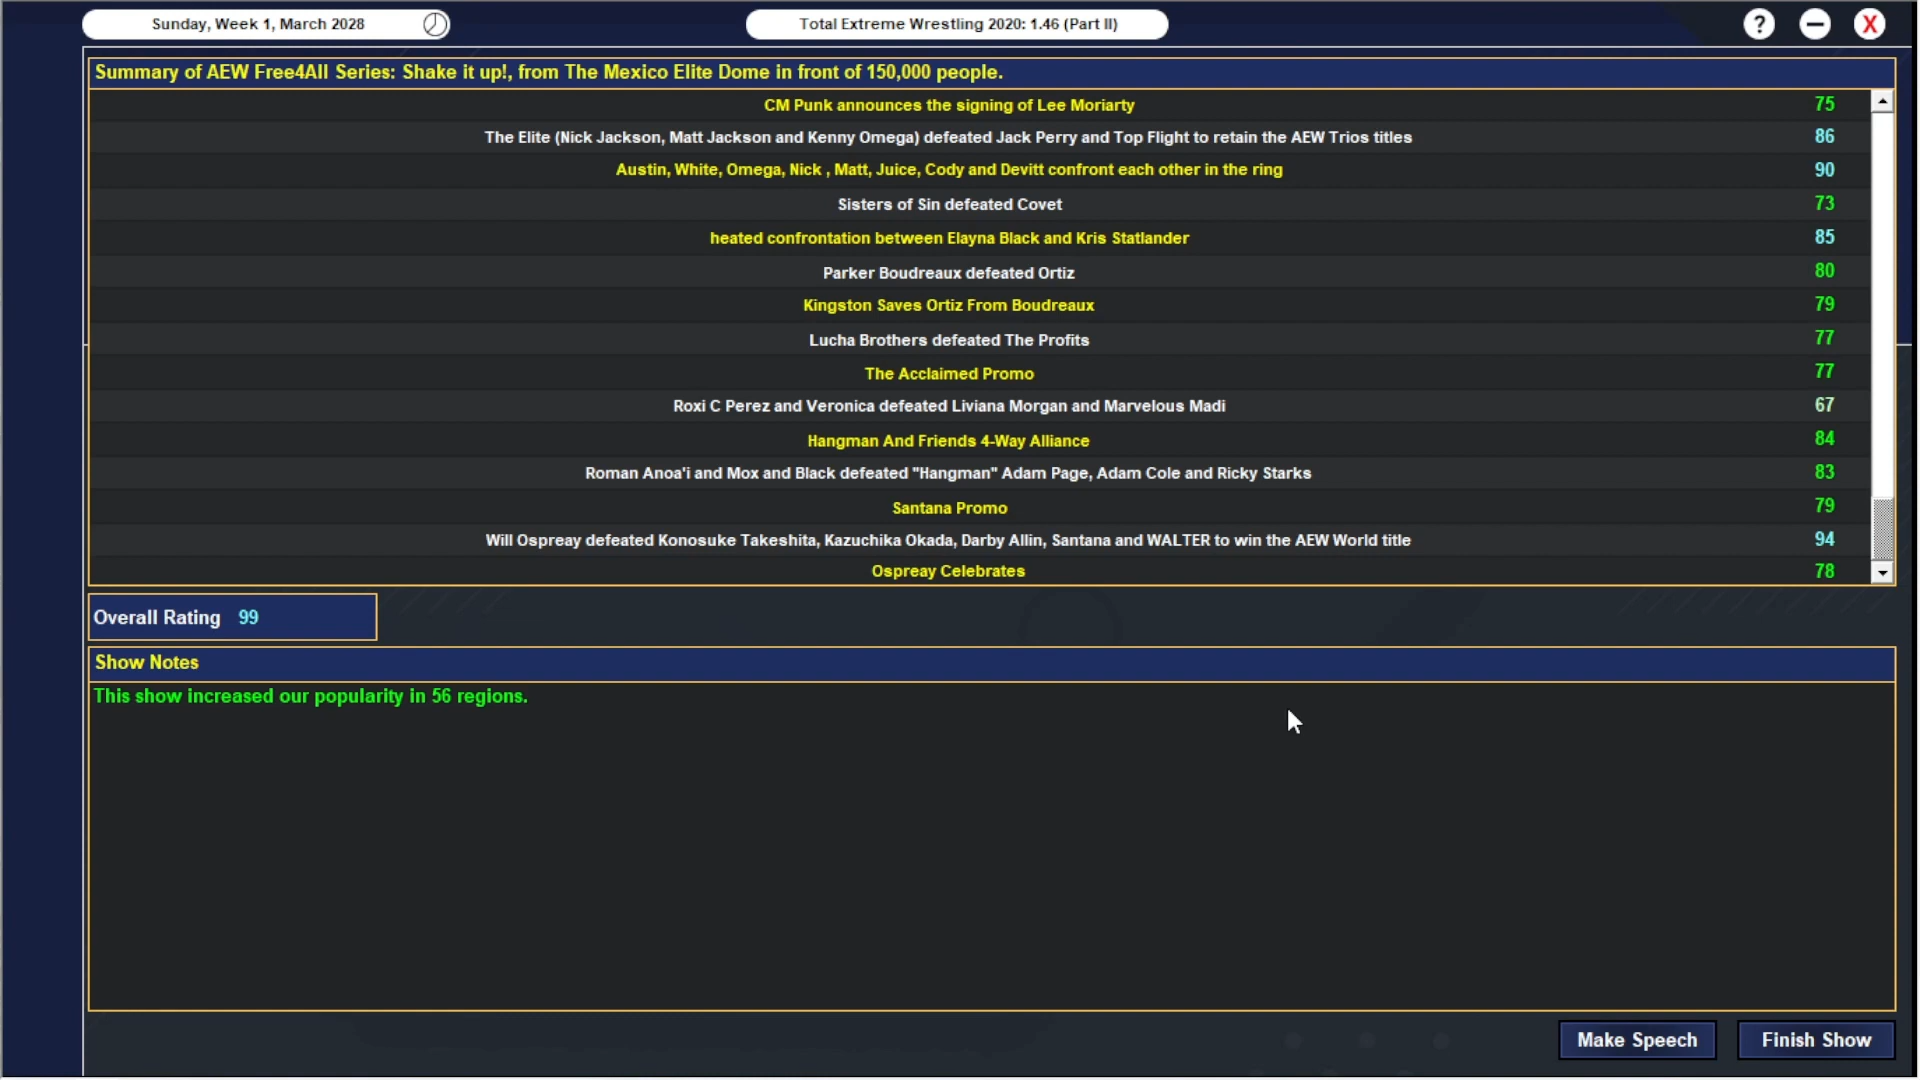 Sunday, Week 1, March 2028
Total Extreme Wrestling 2020: 1.46 (Part II)
?
X
Summary of AEW Free4All Series: Shake it up!, from The Mexico Elite Dome in front of 150,000 people.
CM Punk announces the signing of Lee Moriarty 75
The Elite (Nick Jackson, Matt Jackson and Kenny Omega) defeated Jack Perry and Top Flight to retain the AEW Trios titles 86
Austin, White, Omega, Nick , Matt, Juice, Cody and Devitt confront each other in the ring 90
Sisters of Sin defeated Covet 73
heated confrontation between Elayna Black and Kris Statlander 85
Parker Boudreaux defeated Ortiz 80
Kingston Saves Ortiz From Boudreaux 79
Lucha Brothers defeated The Profits 77
The Acclaimed Promo 77
Roxi C Perez and Veronica defeated Liviana Morgan and Marvelous Madi 67
Hangman And Friends 4-Way Alliance 84
Roman Anoa'i and Mox and Black defeated "Hangman" Adam Page, Adam Cole and Ricky Starks 83
Santana Promo 79
Will Ospreay defeated Konosuke Takeshita, Kazuchika Okada, Darby Allin, Santana and WALTER to win the AEW World title 94
Ospreay Celebrates 78
Overall Rating 99
Show Notes
This show increased our popularity in 56 regions.
Make Speech
Finish Show